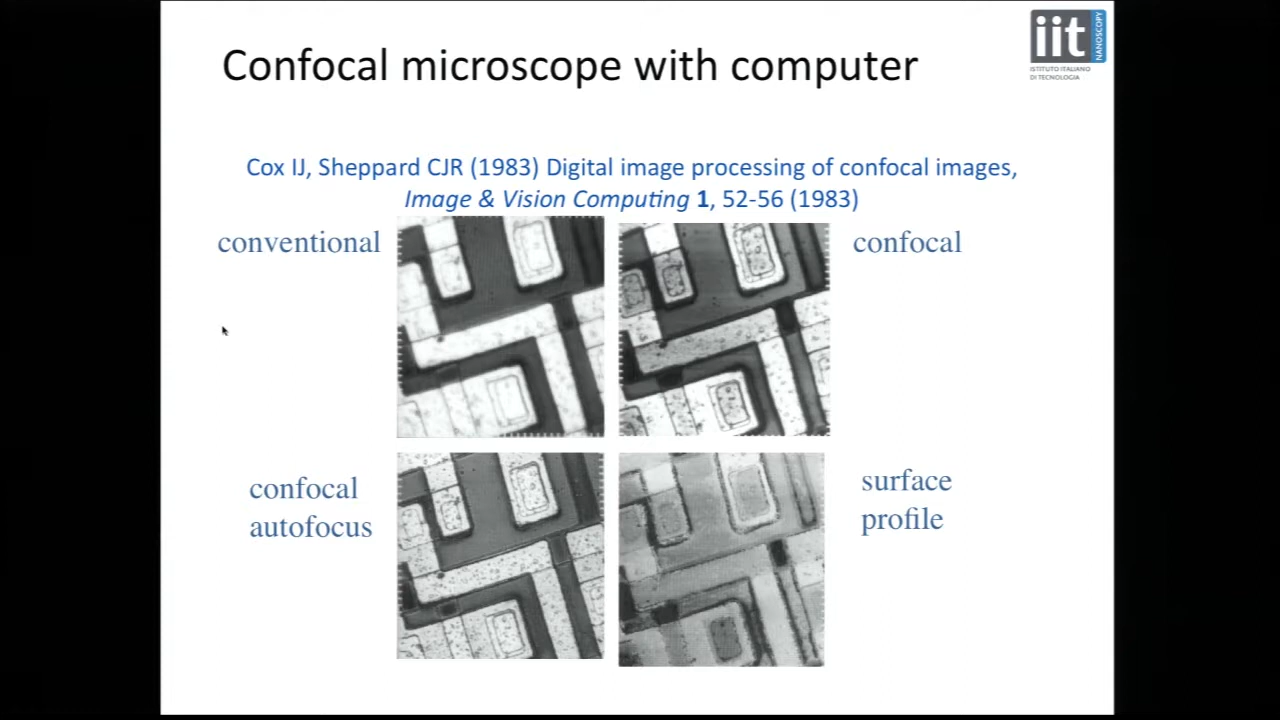 Confocal microscope with computer
iit
NANOSCOPY
ISTITUTO ITALIANO
DI TECNOLOGIA
Cox IJ, Sheppard CJR (1983) Digital image processing of confocal images,
Image & Vision Computing 1, 52-56 (1983)
conventional
confocal
confocal
autofocus
surface
profile